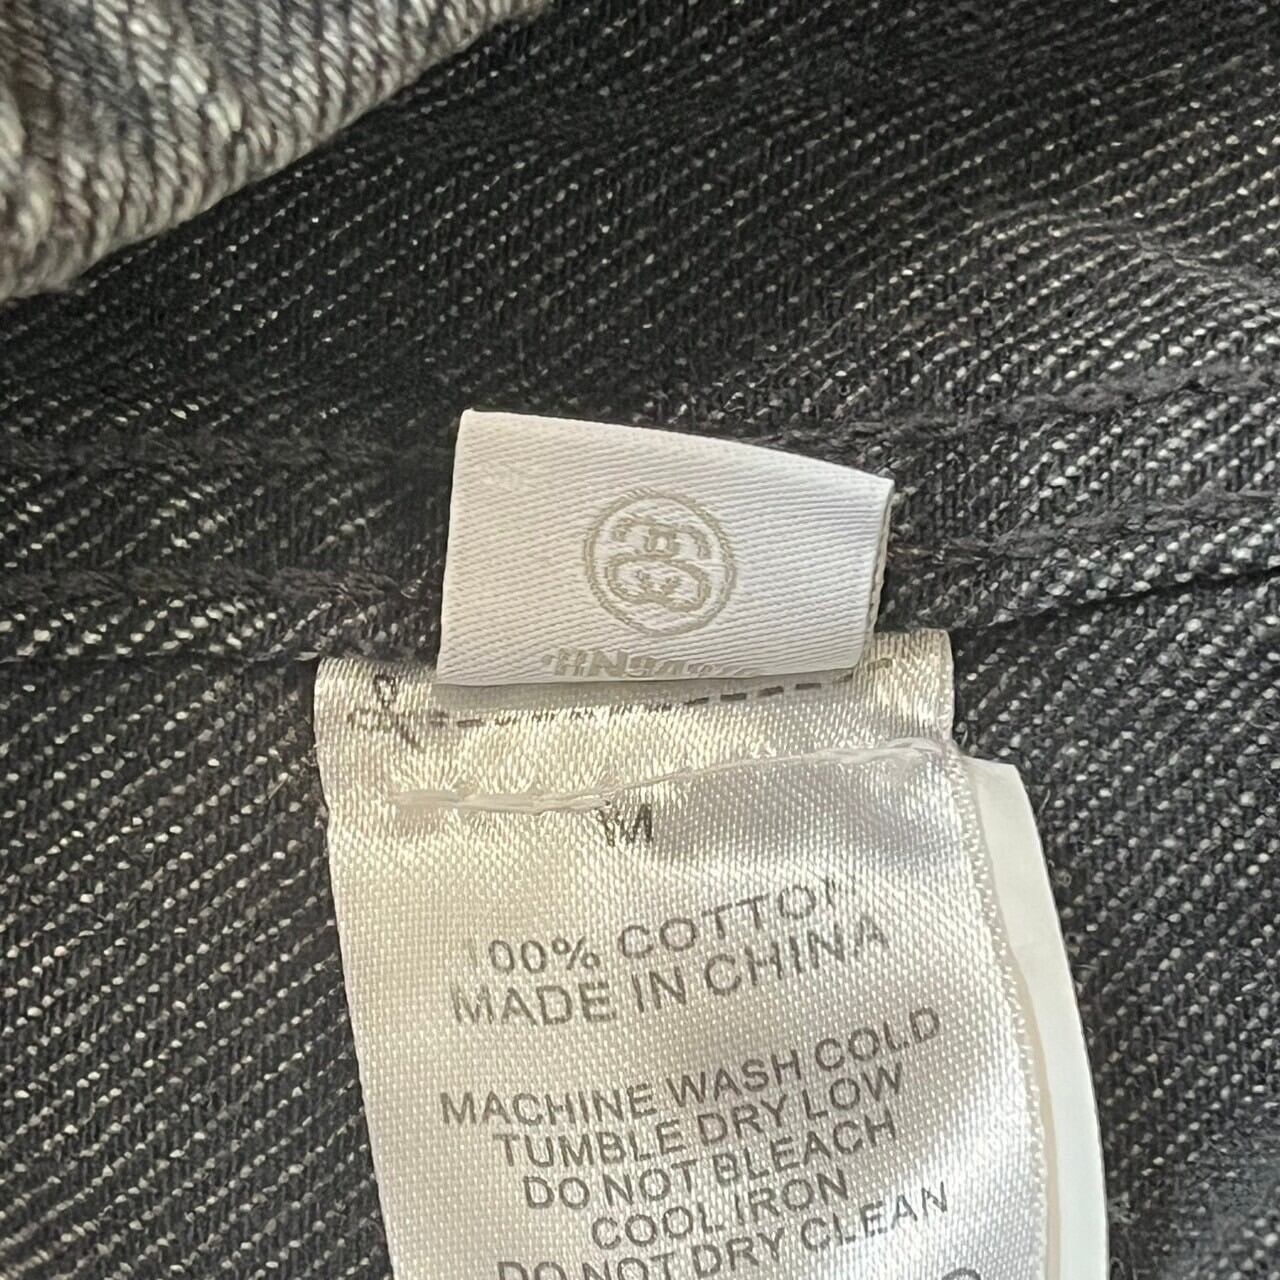 M
100% COTTON
MADE IN CHINA
MACHINE WASH COLD
TUMBLE DRY LOW
DO NOT BLEACH
COOL IRON
DO NOT DRY CLEAN